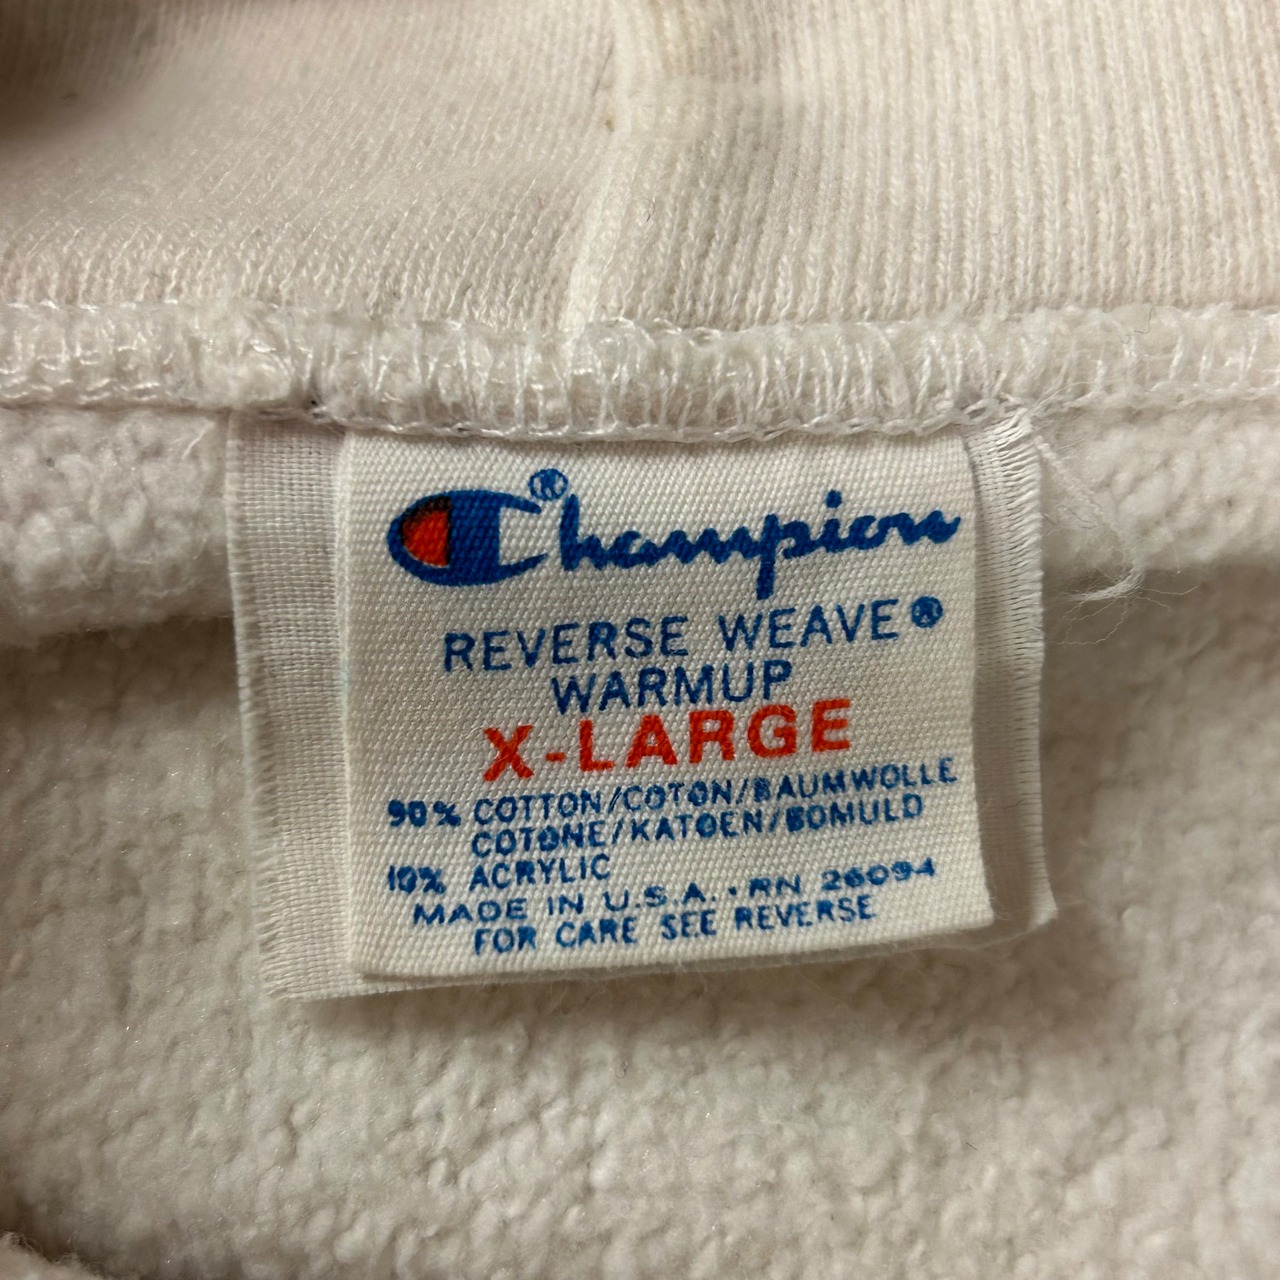 Champion®
REVERSE WEAVE®
WARMUP
X-LARGE
90% COTTON/COTON/BAUMWOLLE
COTONE/KATOEN/BOMULD
10% ACRYLIC
MADE IN U.S.A. · RN 26094
FOR CARE SEE REVERSE